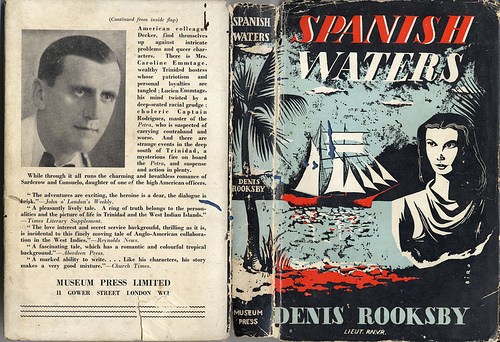 (Continued from inside flap)
American colleague
Decker, find themselves
up against intricate
problems and queer char-
acters. There is Mrs.
Caroline Emmtage,
wealthy Trinidad hostess
whose patriotism and
personal loyalties are
tangled; Lucien Emmtage,
his mind twisted by a
deep-seated racial grudge;
choleric Captain
Rodriguez, master of the
Petra, who is suspected of
carrying contraband and
worse. And there are
strange events in the deep
south of Trinidad, a
mysterious fire on board
the Petra, and suspense
and action in plenty.
While through it all runs the charming and breathless romance of
Sardcrow and Consuelo, daughter of one of the high American officers.
"The adventures are exciting, the heroine is a dear, the dialogue is
brisk."—John o' London's Weekly.
"A pleasantly lively tale. A ring of truth belongs to the person-
alities and the picture of life in Trinidad and the West Indian Islands."
—Times Literary Supplement.
"The love interest and secret service background, thrilling as it is,
is incidental to this finely moving tale of Anglo-American collabora-
tion in the West Indies."—Reynolds News.
"A fascinating tale, which has a romantic and colourful tropical
background."—Aberdeen Press.
"A marked ability to write. . . . Like his characters, his story
makes a very good mixture."—Church Times.
MUSEUM PRESS LIMITED
11 GOWER STREET LONDON WC1
SPANISH
WATERS
DENIS
ROOKSBY
MUSEUM
PRESS
SPANISH
WATERS
DENIS ROOKSBY
LIEUT. RNVR.